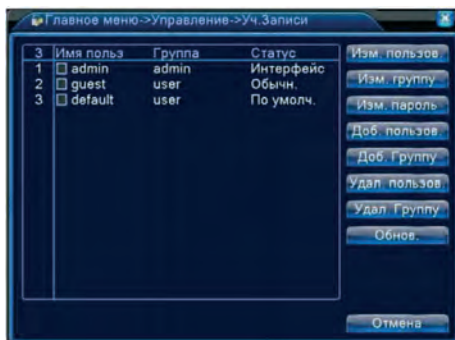 Главное меню->Управление->Уч.Записи
3 Имя польз Группа Статус
1 admin admin Интерфейс
2 guest user Обычн.
3 default user По умолч.
Изм. пользов.
Изм. группу
Изм. пароль
Доб. пользов.
Доб. Группу
Удал. пользов.
Удал. Группу
Обнов.
Отмена